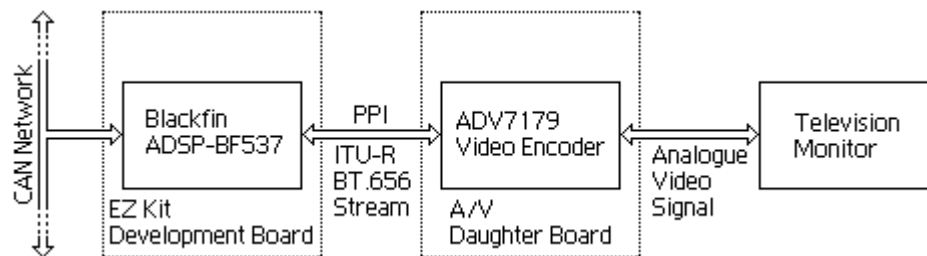 CAN Network
Blackfin
ADSP-BF537
EZ Kit
Development Board
PPI
ITU-R
BT.656
Stream
ADV7179
Video Encoder
A/V
Daughter Board
Analogue
Video
Signal
Television
Monitor